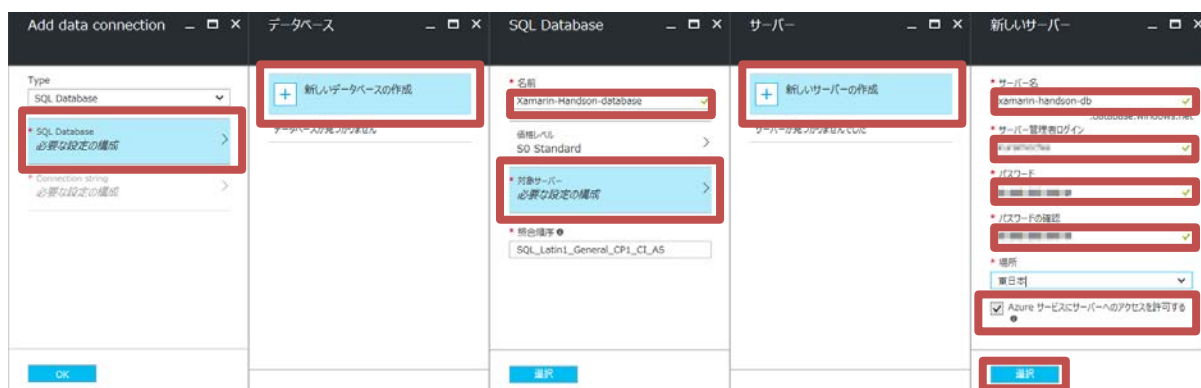 Add data connection
Type
SQL Database
* SQL Database
必要な設定の構成
* Connection string
必要な設定の構成
OK
データベース
新しいデータベースの作成
データベースが見つかりません
SQL Database
* 名前
Xamarin-Handson-database
価格レベル
S0 Standard
* 対象サーバー
必要な設定の構成
* 照合順序
SQL_Latin1_General_CP1_CI_AS
選択
サーバー
新しいサーバーの作成
サーバーが見つかりませんでした
新しいサーバー
* サーバー名
xamarin-handson-db
.database.windows.net
* サーバー管理者ログイン
* パスワード
* パスワードの確認
* 場所
東日本
Azure サービスにサーバーへのアクセスを許可する
選択